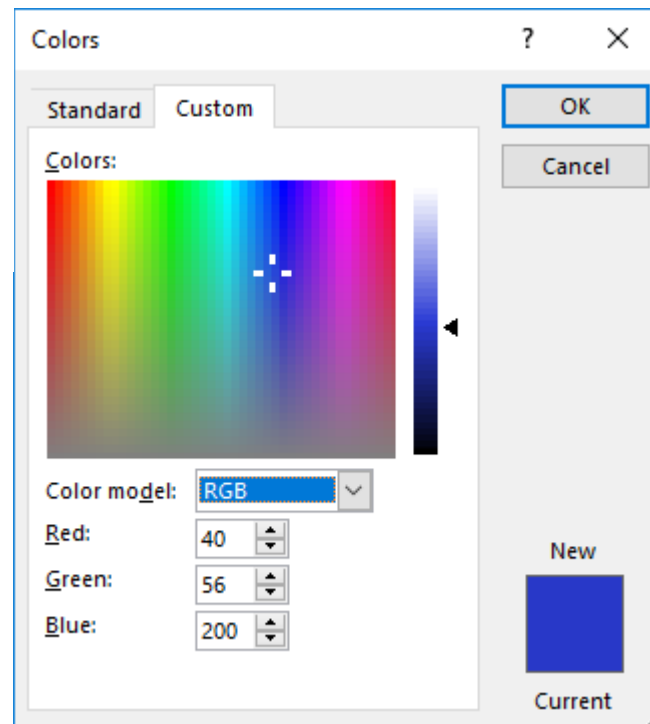 Colors ?
Standard Custom OK
Colors: Cancel
Color model: RGB
Red: 40
Green: 56
Blue: 200
New
Current